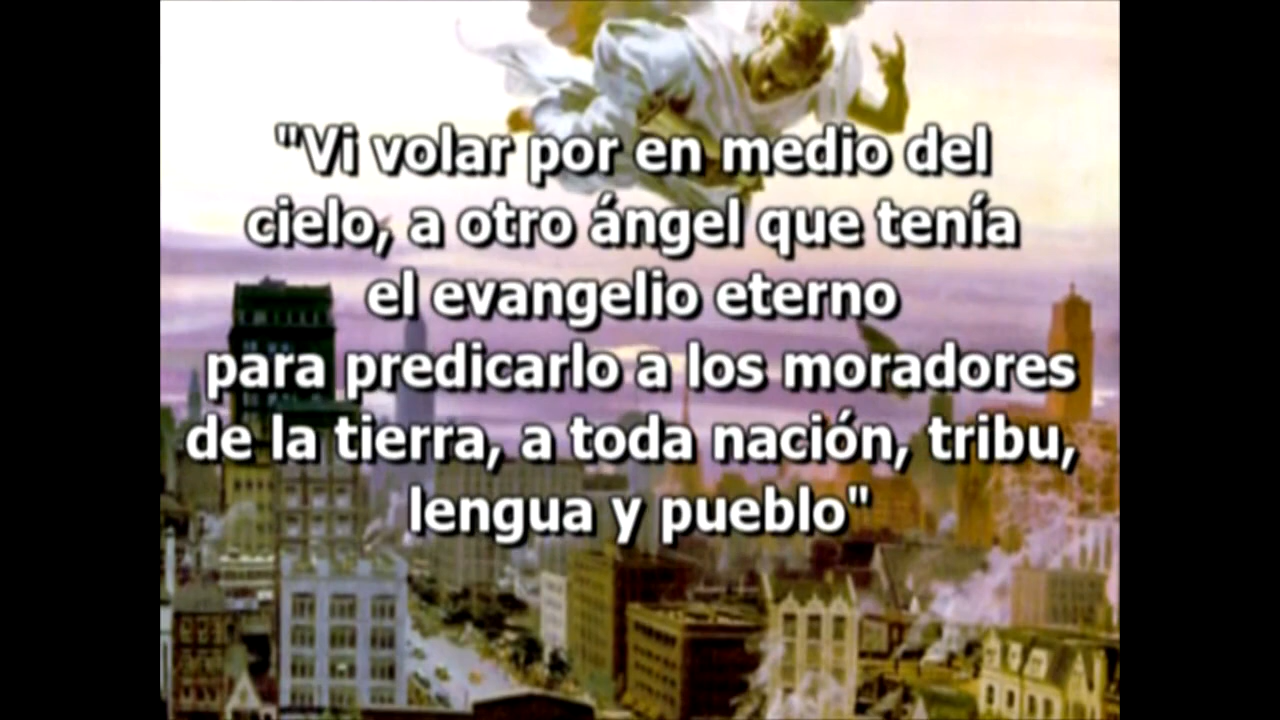 "Vi volar por en medio del
cielo, a otro ángel que tenía
el evangelio eterno
para predicarlo a los moradores
de la tierra, a toda nación, tribu,
lengua y pueblo"